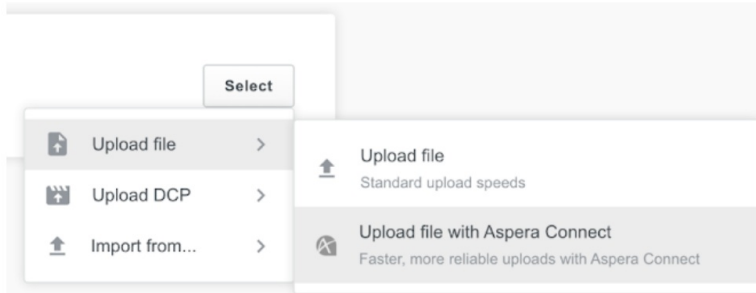 Select
Upload file
Upload DCP
Import from...
Upload file
Standard upload speeds
Upload file with Aspera Connect
Faster, more reliable uploads with Aspera Connect